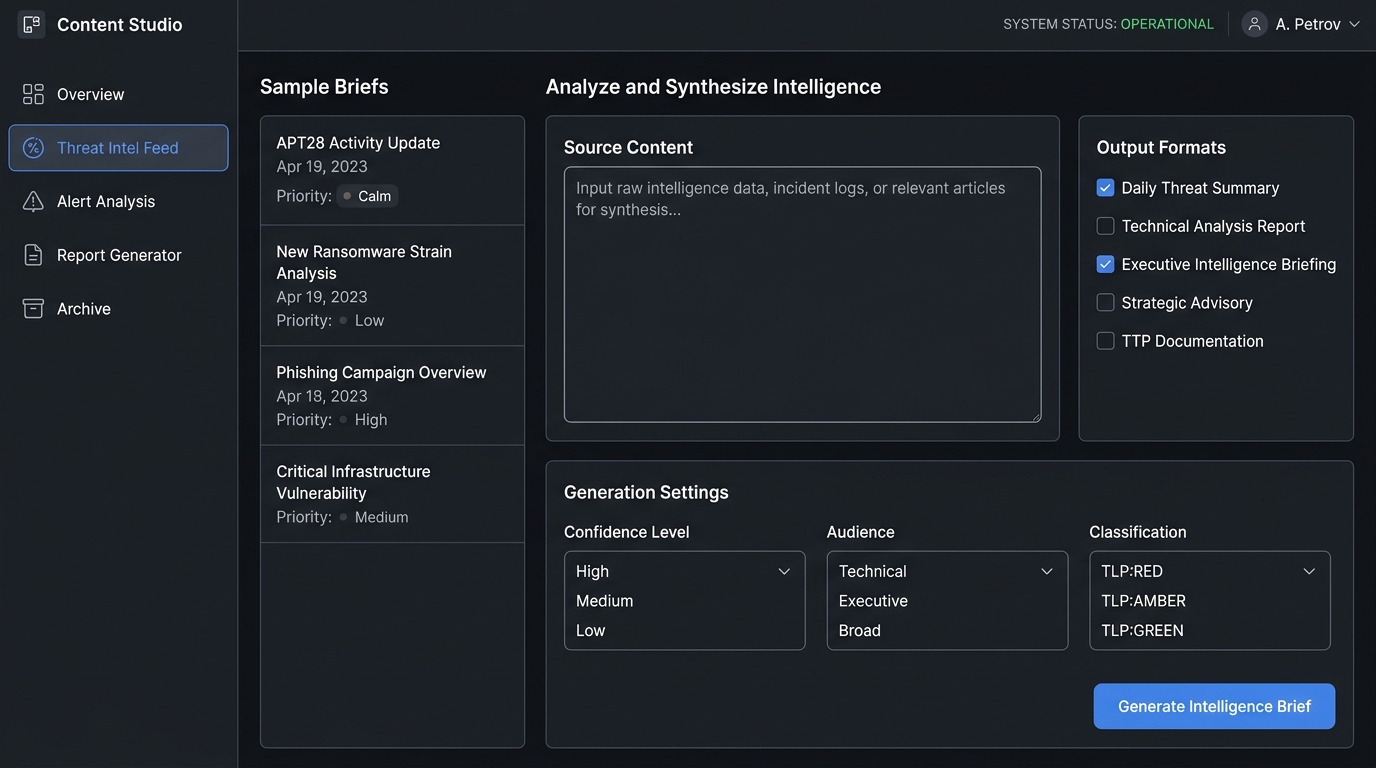 Content Studio
SYSTEM STATUS: OPERATIONAL
A. Petrov
Overview
Threat Intel Feed
Alert Analysis
Report Generator
Archive
Sample Briefs
APT28 Activity Update
Apr 19, 2023
Priority: Calm
New Ransomware Strain
Analysis
Apr 19, 2023
Priority: Low
Phishing Campaign Overview
Apr 18, 2023
Priority: High
Critical Infrastructure
Vulnerability
Priority: Medium
Analyze and Synthesize Intelligence
Source Content
Input raw intelligence data, incident logs, or relevant articles
for synthesis...
Output Formats
Daily Threat Summary
Technical Analysis Report
Executive Intelligence Briefing
Strategic Advisory
TTP Documentation
Generation Settings
Confidence Level
High
Medium
Low
Audience
Technical
Executive
Broad
Classification
TLP:RED
TLP:AMBER
TLP:GREEN
Generate Intelligence Brief